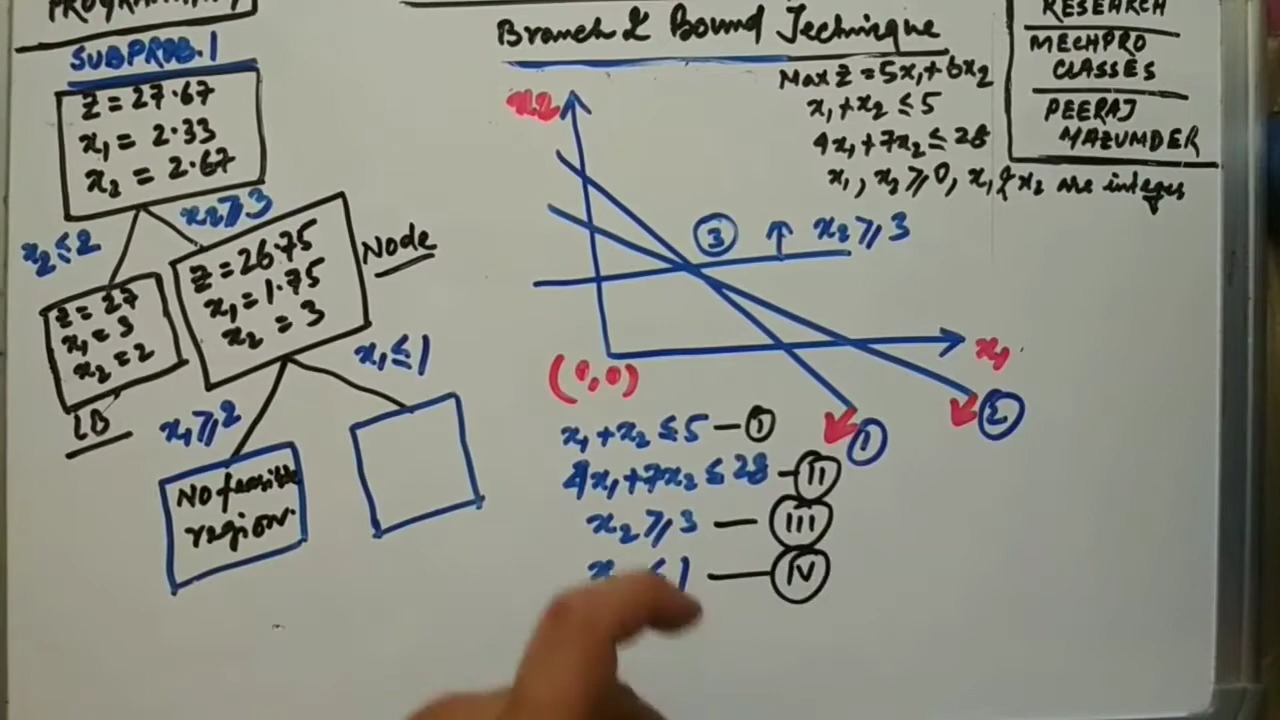 SUBPROB.1
Z = 27.67
x₁ = 2.33
x₂ = 2.67
x₂ ≤ 2
x₂ ≥ 3
Z = 27
x₁ = 3
x₂ = 2
LB
Z = 26.75
x₁ = 1.75
x₂ = 3
Node
x₁ ≥ 2
x₁ ≤ 1
No feasible
region.
Branch & Bound Technique
Max Z = 5x₁ + 6x₂
x₁ + x₂ ≤ 5
4x₁ + 7x₂ ≤ 28
x₁, x₂ ≥ 0, x₁ & x₂ are integer
x₂
3 ↑ x₂ ≥ 3
x₁
(0,0)
1
2
x₁ + x₂ ≤ 5 — I
4x₁ + 7x₂ ≤ 28 — II
x₂ ≥ 3 — III
≤ 1 — IV
RESEARCH
MECHPRO
CLASSES
PEERAJ
MAZUMDER